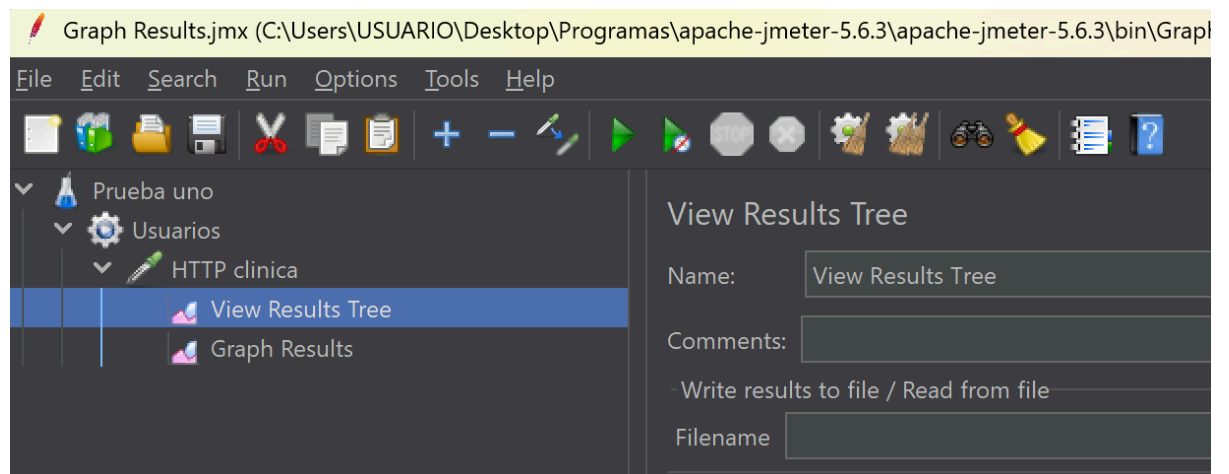 Graph Results.jmx (C:\Users\USUARIO\Desktop\Programas\apache-jmeter-5.6.3\apache-jmeter-5.6.3\bin\Graph
File Edit Search Run Options Tools Help
STOP
Prueba uno
Usuarios
HTTP clinica
View Results Tree
Graph Results
View Results Tree
Name: View Results Tree
Comments:
Write results to file / Read from file
Filename